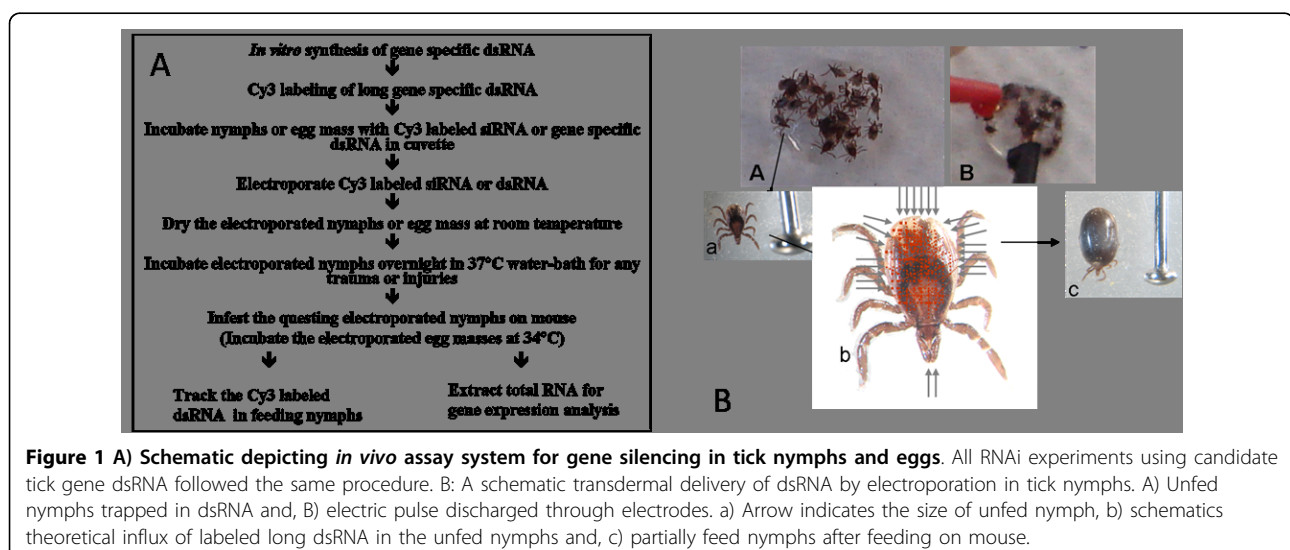 A
In vitro synthesis of gene specific dsRNA
Cy3 labeling of long gene specific dsRNA
Incubate nymphs or egg mass with Cy3 labeled siRNA or gene specific
dsRNA in cuvette
Electroporate Cy3 labeled siRNA or dsRNA
Dry the electroporated nymphs or egg mass at room temperature
Incubate electroporated nymphs overnight in 37°C water-bath for any
trauma or injuries
Infest the questing electroporated nymphs on mouse
(Incubate the electroporated egg masses at 34°C)
Track the Cy3 labeled
dsRNA in feeding nymphs
Extract total RNA for
gene expression analysis
A
B
a
b
c
B
Figure 1 A) Schematic depicting in vivo assay system for gene silencing in tick nymphs and eggs. All RNAi experiments using candidate
tick gene dsRNA followed the same procedure. B: A schematic transdermal delivery of dsRNA by electroporation in tick nymphs. A) Unfed
nymphs trapped in dsRNA and, B) electric pulse discharged through electrodes. a) Arrow indicates the size of unfed nymph, b) schematics
theoretical influx of labeled long dsRNA in the unfed nymphs and, c) partially feed nymphs after feeding on mouse.